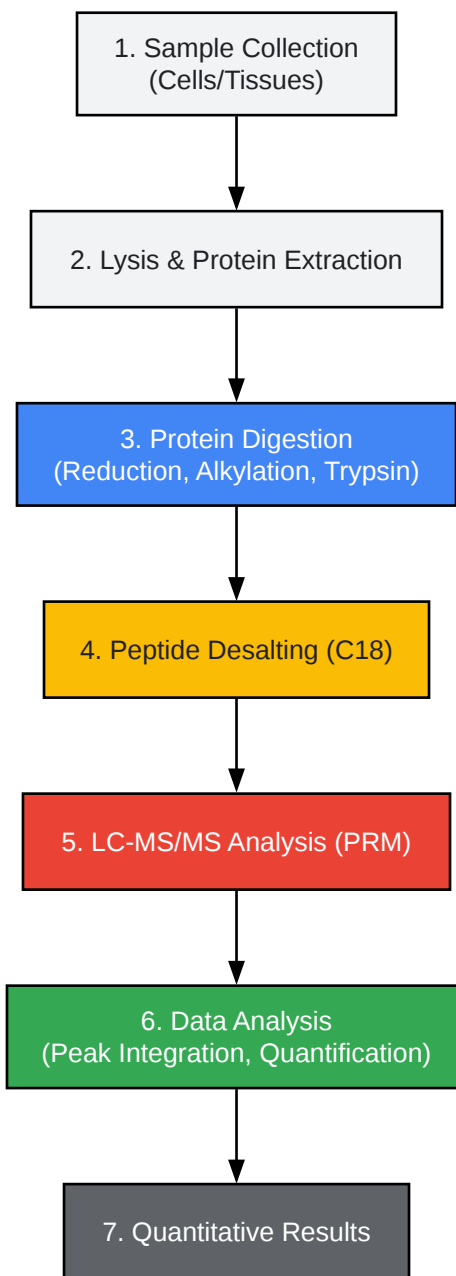 1. Sample Collection
(Cells/Tissues)
2. Lysis & Protein Extraction
3. Protein Digestion
(Reduction, Alkylation, Trypsin)
4. Peptide Desalting (C18)
5. LC-MS/MS Analysis (PRM)
6. Data Analysis
(Peak Integration, Quantification)
7. Quantitative Results